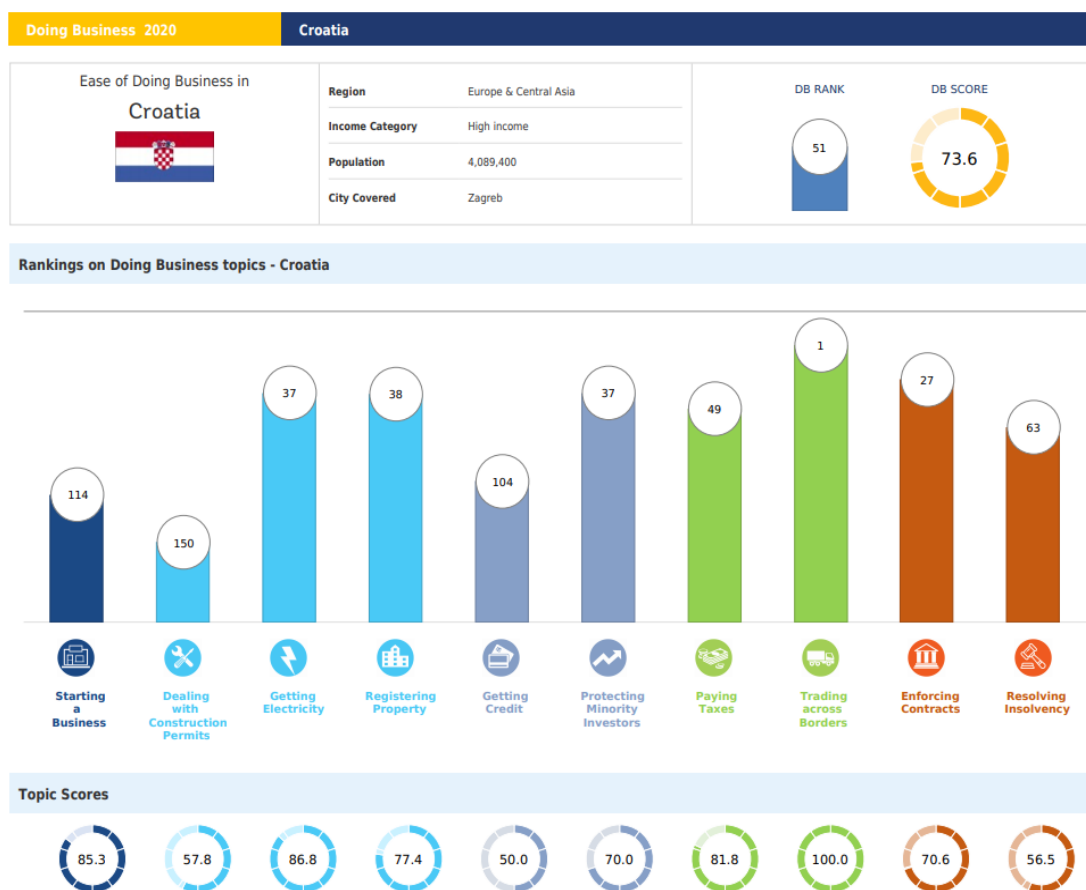 Doing Business 2020
Croatia
Ease of Doing Business in
Croatia
Region Europe & Central Asia
Income Category High income
Population 4,089,400
City Covered Zagreb
DB RANK
DB SCORE
51
73.6
Rankings on Doing Business topics - Croatia
114
150
37
38
104
37
49
1
27
63
Starting
a
Business
Dealing
with
Construction
Permits
Getting
Electricity
Registering
Property
Getting
Credit
Protecting
Minority
Investors
Paying
Taxes
Trading
across
Borders
Enforcing
Contracts
Resolving
Insolvency
Topic Scores
85.3
57.8
86.8
77.4
50.0
70.0
81.8
100.0
70.6
56.5